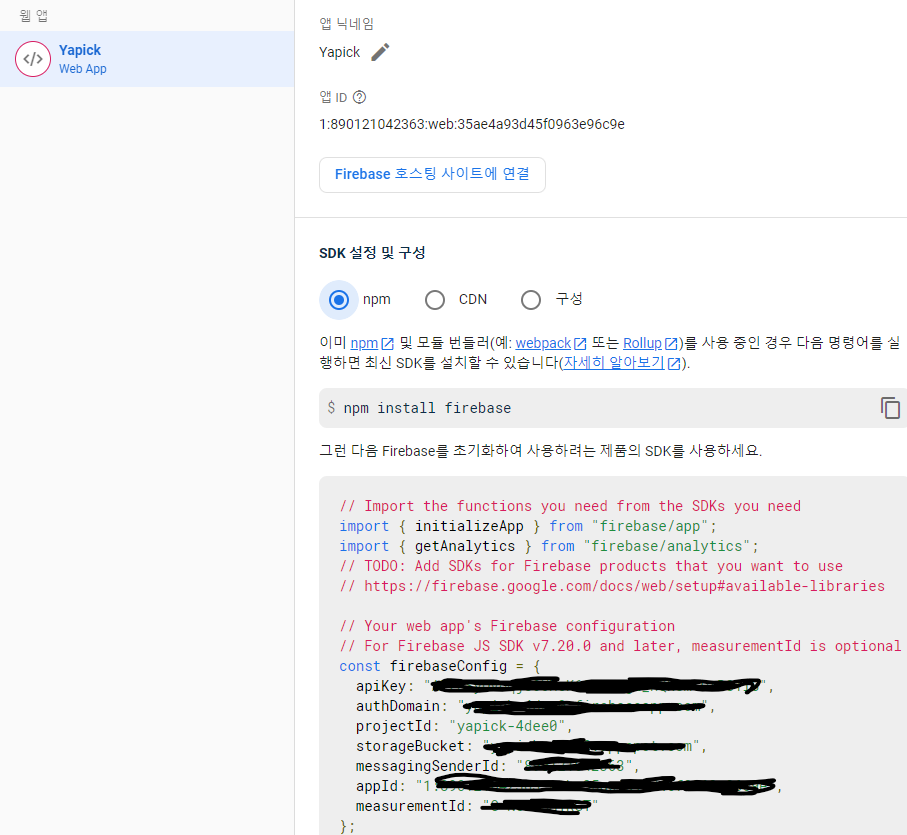 웹 앱
Yapick
Web App
앱 닉네임
Yapick
앱 ID
1:890121042363:web:35ae4a93d45f0963e96c9e
Firebase 호스팅 사이트에 연결
SDK 설정 및 구성
npm
CDN
구성
이미 npm 및 모듈 번들러(예: webpack 또는 Rollup)를 사용 중인 경우 다음 명령어를 실
행하면 최신 SDK를 설치할 수 있습니다(자세히 알아보기).
$ npm install firebase
그런 다음 Firebase를 초기화하여 사용하려는 제품의 SDK를 사용하세요.
// Import the functions you need from the SDKs you need
import { initializeApp } from "firebase/app";
import { getAnalytics } from "firebase/analytics";
// TODO: Add SDKs for Firebase products that you want to use
// https://firebase.google.com/docs/web/setup#available-libraries
// Your web app's Firebase configuration
// For Firebase JS SDK v7.20.0 and later, measurementId is optional
const firebaseConfig = {
apiKey: "",
authDomain: "",
projectId: "yapick-4dee0",
storageBucket: "",
messagingSenderId: "",
appId: "",
measurementId: ""
};